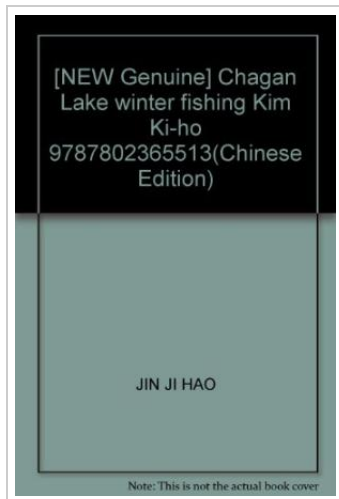 [NEW Genuine] Chagan
Lake winter fishing Kim
Ki-ho
9787802365513(Chinese
Edition)
JIN JI HAO
Note: This is not the actual book cover